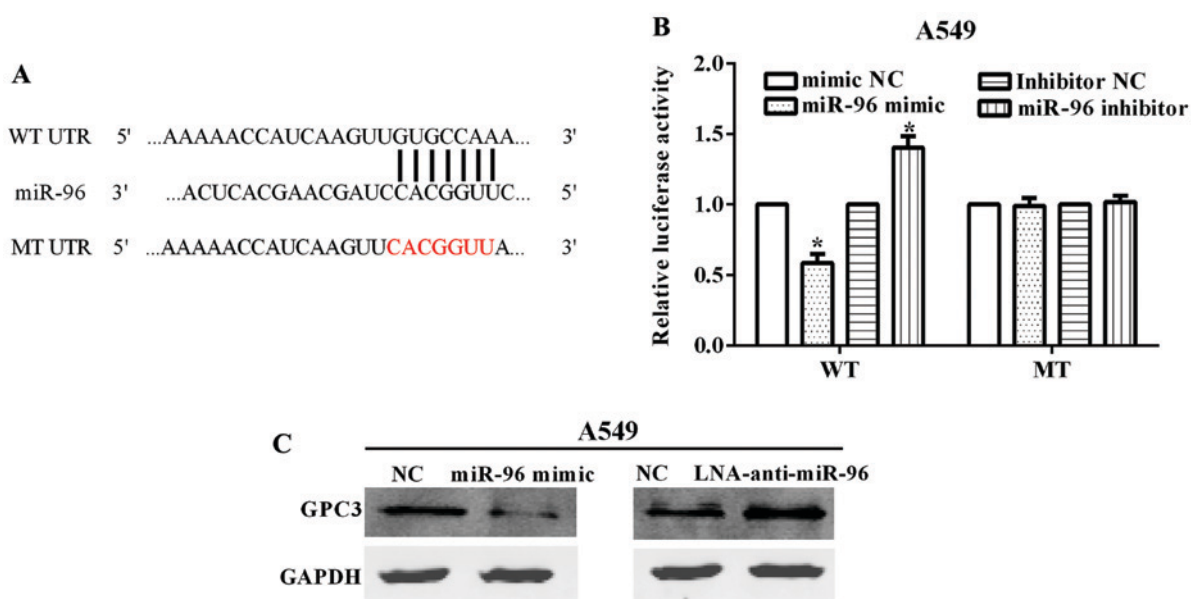 A
WT UTR 5' ...AAAAACCAUCAAGUUGUGCCAAA... 3'
miR-96 3' ...ACUCACGAACGAUCCACGGUUC... 5'
MT UTR 5' ...AAAAACCAUCAAGUUCACGGUUA... 3'
B
A549
Relative luciferase activity
2.0
1.5
1.0
0.5
0.0
mimic NC
miR-96 mimic
Inhibitor NC
miR-96 inhibitor
*
*
WT MT
C
A549
NC miR-96 mimic NC LNA-anti-miR-96
GPC3
GAPDH